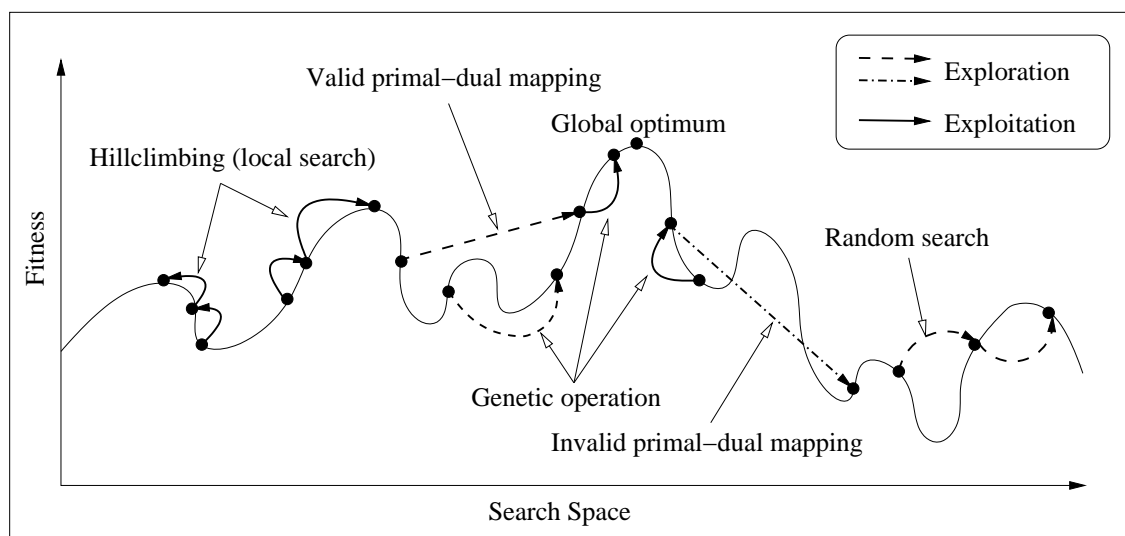 Exploration
Exploitation
Valid primal−dual mapping
Global optimum
Hillclimbing (local search)
Random search
Fitness
Genetic operation
Invalid primal−dual mapping
Search Space